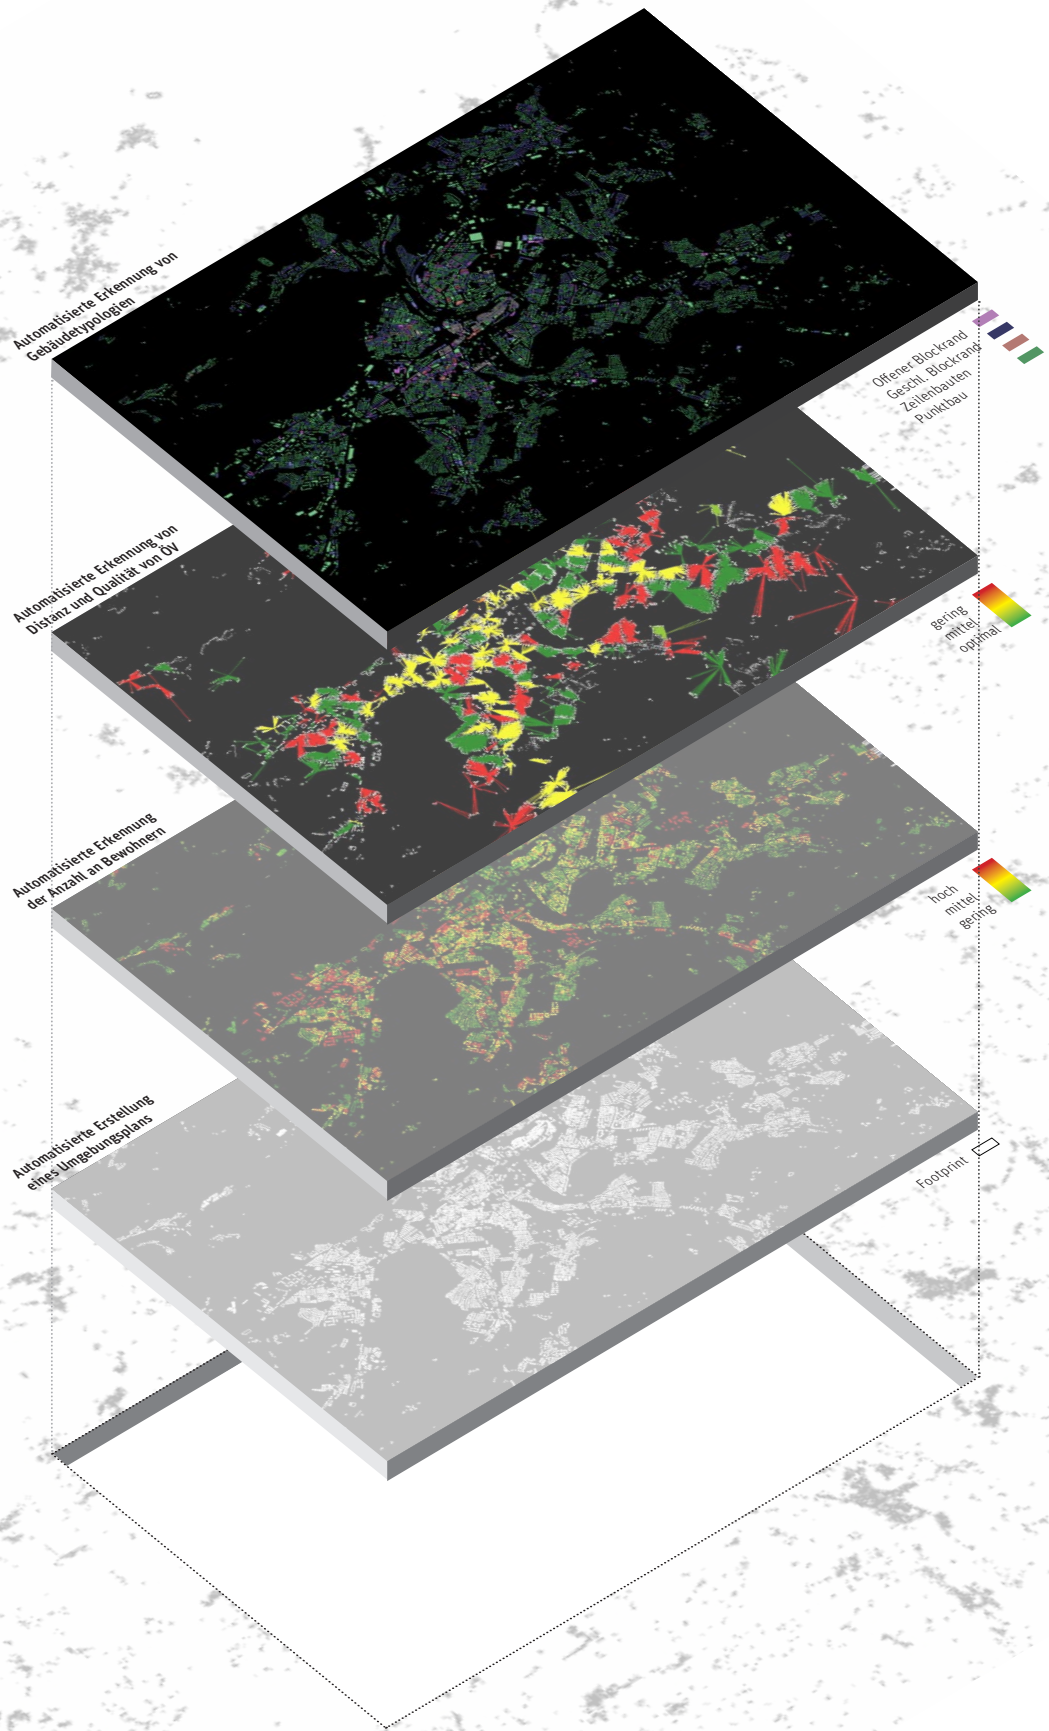 Automatisierte Erkennung von
Gebäudetypologien
Offener Blockrand
Geschl. Blockrand
Zeilenbauten
Punktbau
Automatisierte Erkennung von
Distanz und Qualität von ÖV
gering
mittel
optimal
Automatisierte Erkennung
der Anzahl an Bewohnern
hoch
mittel
gering
Automatisierte Erstellung
eines Umgebungsplans
Footprint